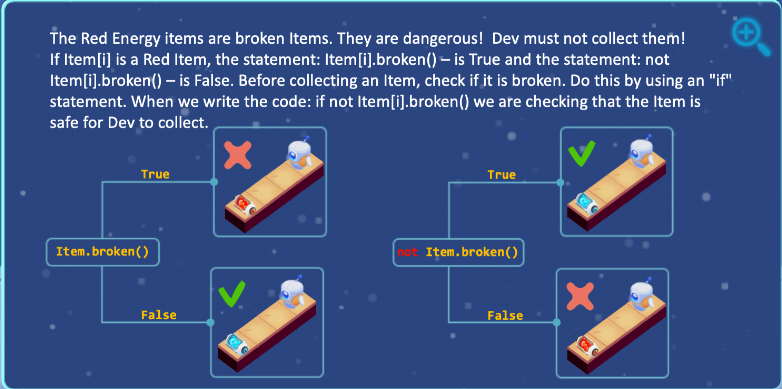 The Red Energy items are broken Items. They are dangerous!  Dev must not collect them!
If Item[i] is a Red Item, the statement: Item[i].broken() – is True and the statement: not
Item[i].broken() – is False. Before collecting an Item, check if it is broken. Do this by using an "if"
statement. When we write the code: if not Item[i].broken() we are checking that the Item is
safe for Dev to collect.
True
Item.broken()
False
True
not Item.broken()
False